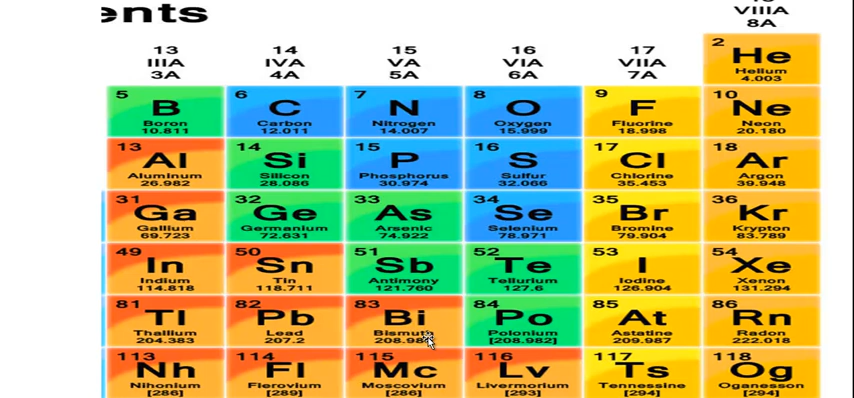 ents
VIIIA
8A
13
IIIA
3A
14
IVA
4A
15
VA
5A
16
VIA
6A
17
VIIA
7A
2
He
Helium
4.003
5
B
Boron
10.811
6
C
Carbon
12.011
7
N
Nitrogen
14.007
8
O
Oxygen
15.999
9
F
Fluorine
18.998
10
Ne
Neon
20.180
13
Al
Aluminum
26.982
14
Si
Silicon
28.086
15
P
Phosphorus
30.974
16
S
Sulfur
32.066
17
Cl
Chlorine
35.453
18
Ar
Argon
39.948
31
Ga
Gallium
69.723
32
Ge
Germanium
72.631
33
As
Arsenic
74.922
34
Se
Selenium
78.971
35
Br
Bromine
79.904
36
Kr
Krypton
83.789
49
In
Indium
114.818
50
Sn
Tin
118.711
51
Sb
Antimony
121.760
52
Te
Tellurium
127.6
53
I
Iodine
126.904
54
Xe
Xenon
131.294
81
Tl
Thallium
204.383
82
Pb
Lead
207.2
83
Bi
Bismuth
84
Po
Polonium
[208.982]
85
At
Astatine
209.987
86
Rn
Radon
222.018
113
Nh
Nihonium
[286]
114
Fl
Flerovium
[289]
115
Mc
Moscovium
[286]
116
Lv
Livermorium
[293]
117
Ts
Tennessine
[294]
118
Og
Oganesson
[294]